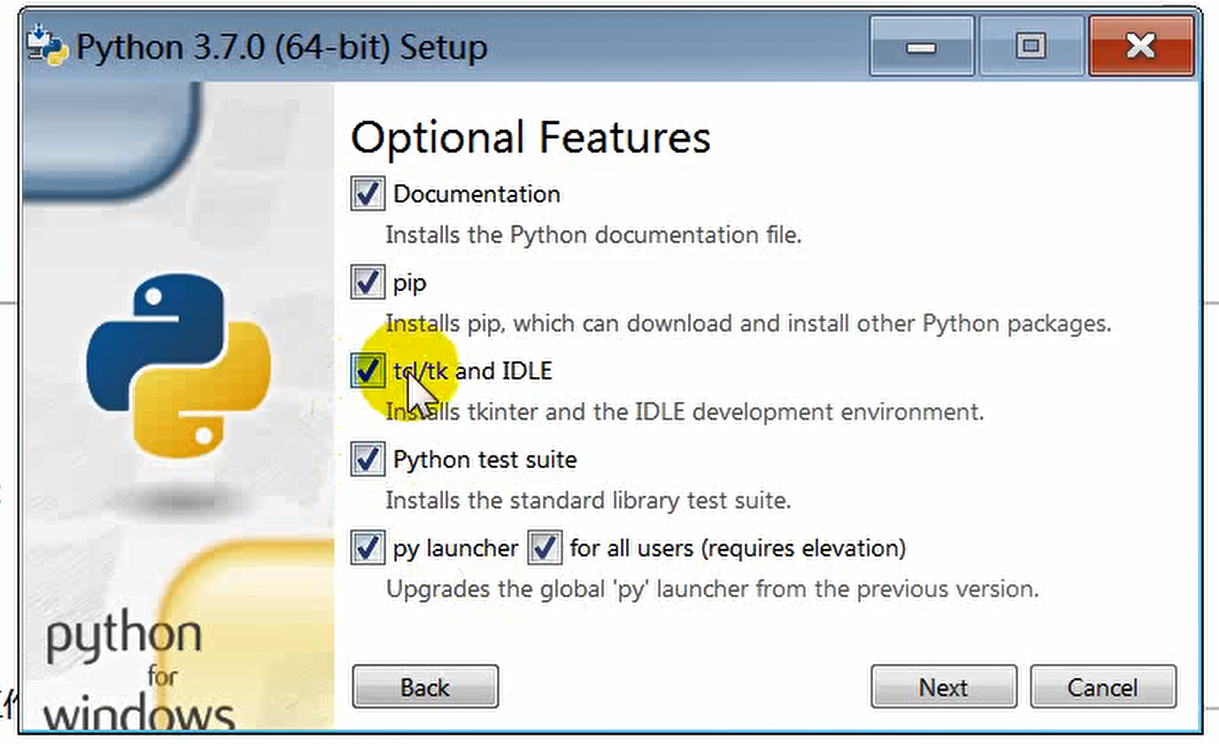 Python 3.7.0 (64-bit) Setup
Optional Features
Documentation
Installs the Python documentation file.
pip
Installs pip, which can download and install other Python packages.
tcl/tk and IDLE
Installs tkinter and the IDLE development environment.
Python test suite
Installs the standard library test suite.
py launcher for all users (requires elevation)
Upgrades the global 'py' launcher from the previous version.
python
for
windows
Back Next Cancel